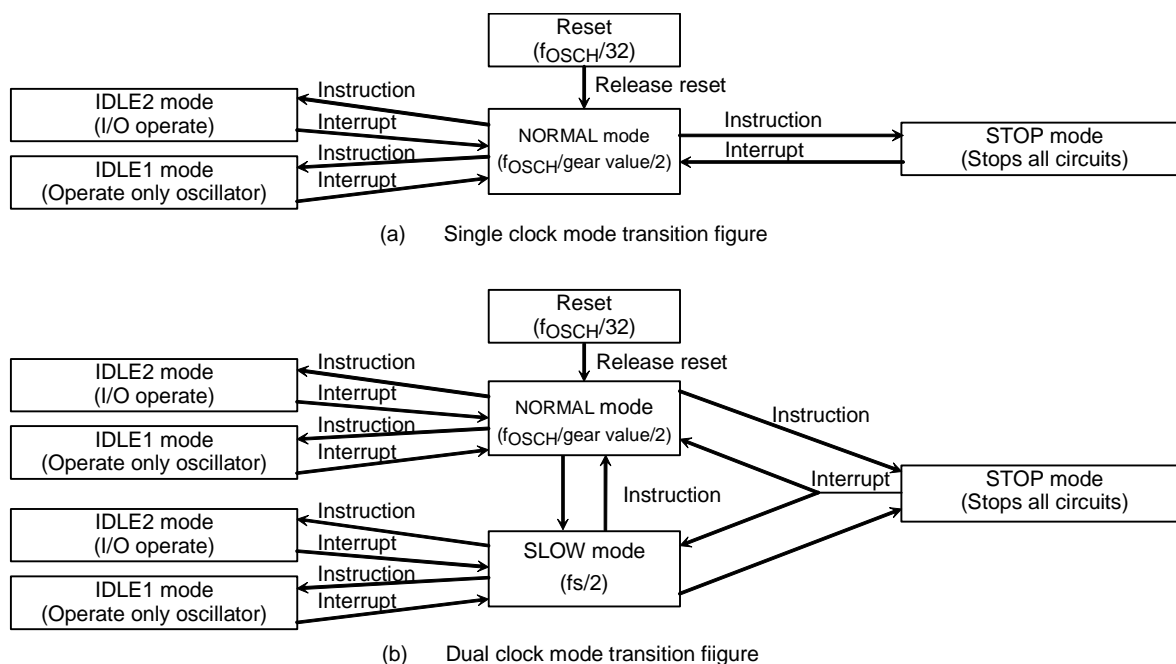 Reset
(fOSCH/32)
Release reset
IDLE2 mode
(I/O operate)
Instruction
Interrupt
IDLE1 mode
(Operate only oscillator)
Instruction
Interrupt
NORMAL mode
(fOSCH/gear value/2)
Instruction
Interrupt
STOP mode
(Stops all circuits)
(a) Single clock mode transition figure
Reset
(fOSCH/32)
Release reset
IDLE2 mode
(I/O operate)
Instruction
Interrupt
IDLE1 mode
(Operate only oscillator)
Instruction
Interrupt
NORMAL mode
(fOSCH/gear value/2)
Instruction
Interrupt
STOP mode
(Stops all circuits)
Instruction
IDLE2 mode
(I/O operate)
Instruction
Interrupt
IDLE1 mode
(Operate only oscillator)
Instruction
Interrupt
SLOW mode
(fs/2)
(b) Dual clock mode transition fiigure